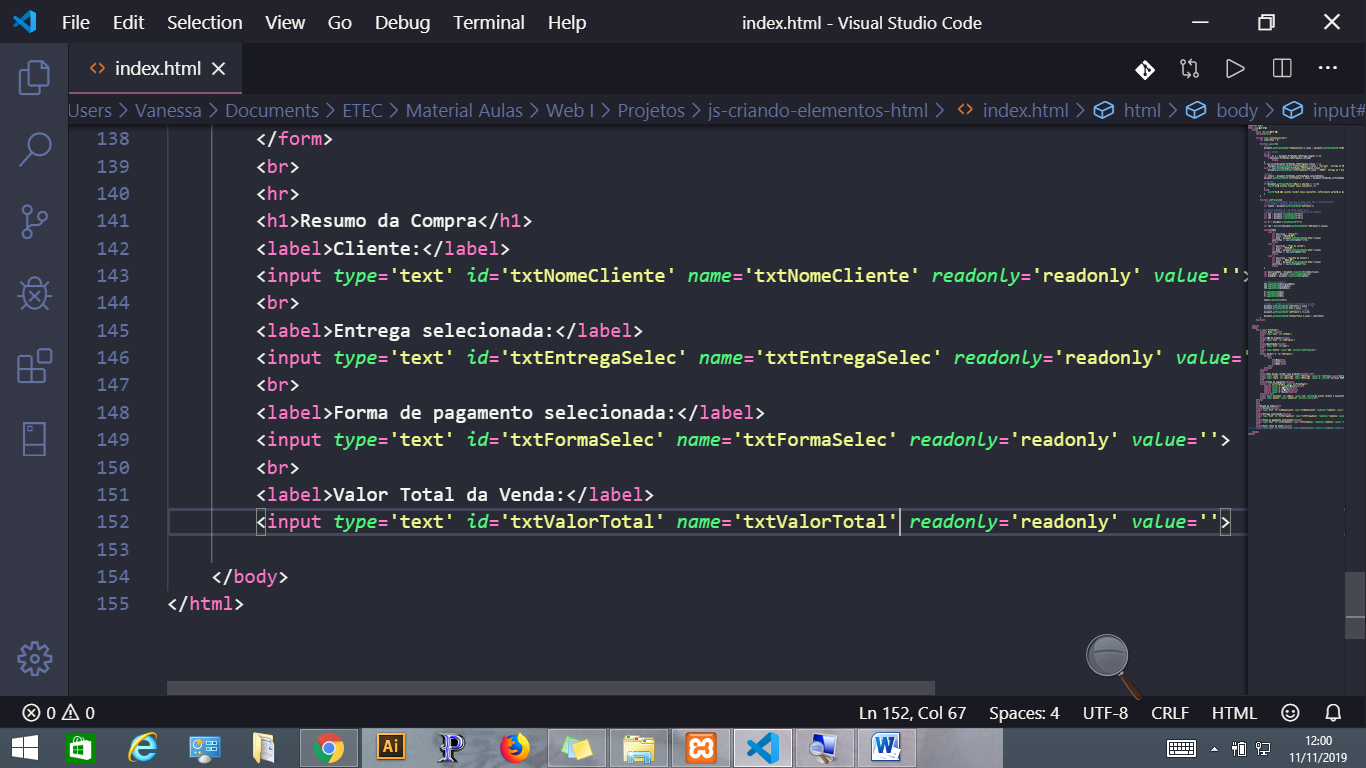 File Edit Selection View Go Debug Terminal Help index.html - Visual Studio Code
index.html
Users > Vanessa > Documents > ETEC > Material Aulas > Web I > Projetos > js-criando-elementos-html > index.html > html > body > input#
138 </form>
139 <br>
140 <hr>
141 <h1>Resumo da Compra</h1>
142 <label>Cliente:</label>
143 <input type='text' id='txtNomeCliente' name='txtNomeCliente' readonly='readonly' value=''>
144 <br>
145 <label>Entrega selecionada:</label>
146 <input type='text' id='txtEntregaSelec' name='txtEntregaSelec' readonly='readonly' value='
147 <br>
148 <label>Forma de pagamento selecionada:</label>
149 <input type='text' id='txtFormaSelec' name='txtFormaSelec' readonly='readonly' value=''>
150 <br>
151 <label>Valor Total da Venda:</label>
152 <input type='text' id='txtValorTotal' name='txtValorTotal' readonly='readonly' value=''>
153
154 </body>
155 </html>
0 0 Ln 152, Col 67 Spaces: 4 UTF-8 CRLF HTML
Ai
12:00
11/11/2019